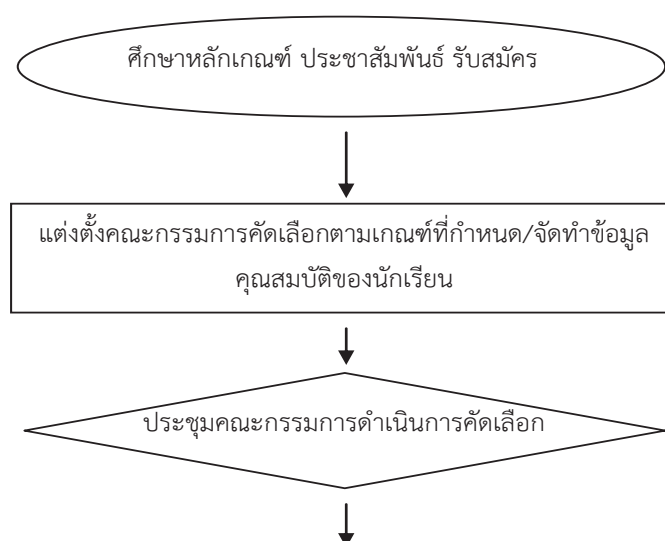 ศึกษาหลักเกณฑ์ ประชาสัมพันธ์ รับสมัคร
แต่งตั้งคณะกรรมการคัดเลือกตามเกณฑ์ที่กำหนด/จัดทำข้อมูล
คุณสมบัติของนักเรียน
ประชุมคณะกรรมการดำเนินการคัดเลือก